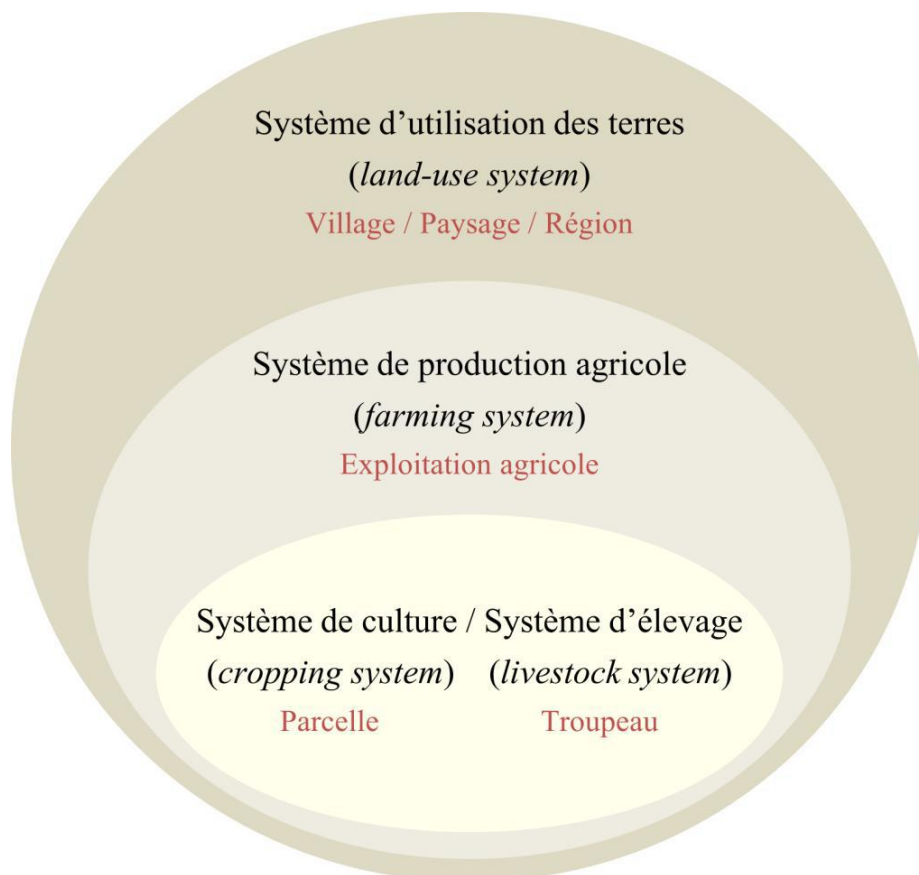 Système d’utilisation des terres
(land-use system)
Village / Paysage / Région
Système de production agricole
(farming system)
Exploitation agricole
Système de culture / Système d’élevage
(cropping system) (livestock system)
Parcelle Troupeau